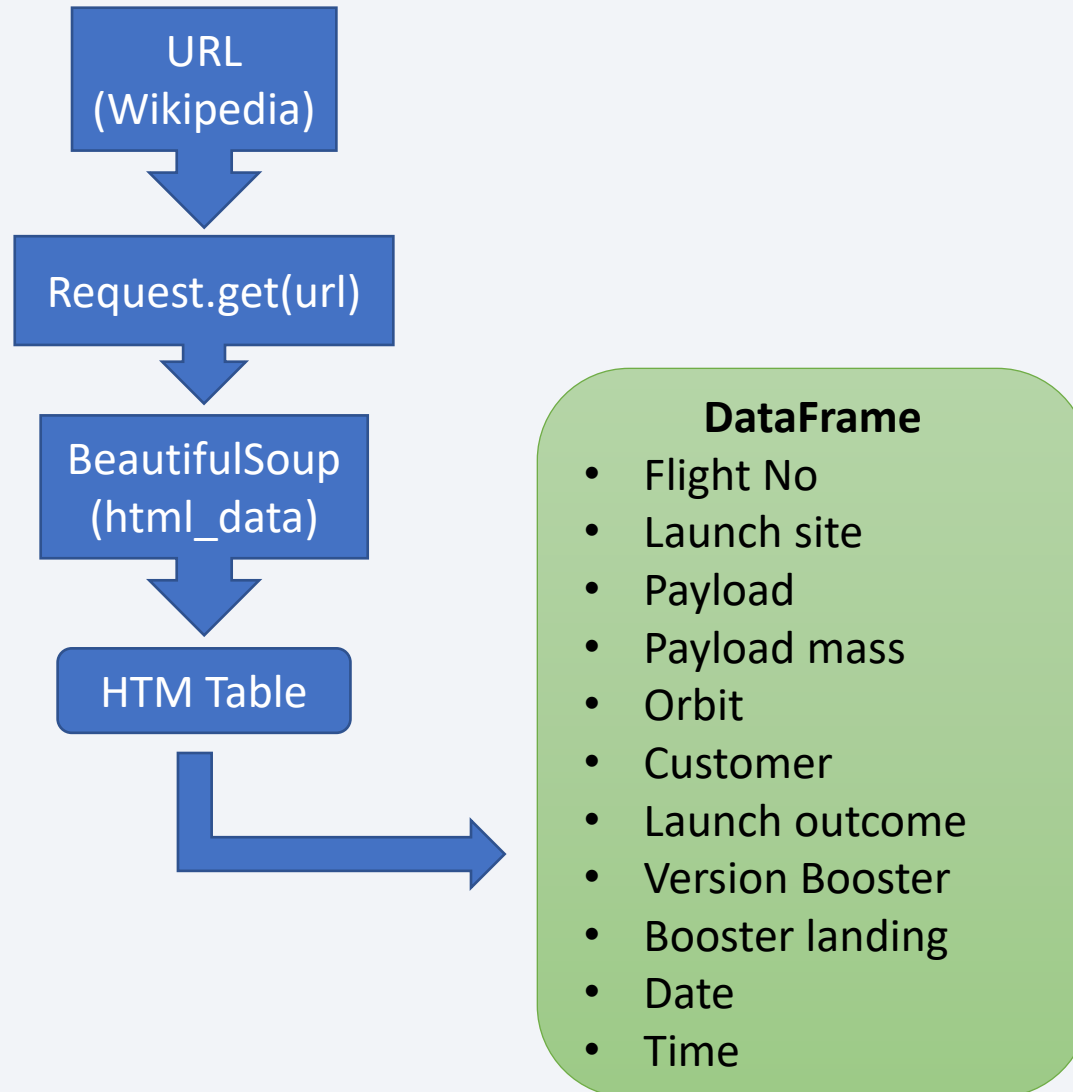 URL
(Wikipedia)
Request.get(url)
BeautifulSoup
(html_data)
HTM Table
DataFrame
• Flight No
• Launch site
• Payload
• Payload mass
• Orbit
• Customer
• Launch outcome
• Version Booster
• Booster landing
• Date
• Time